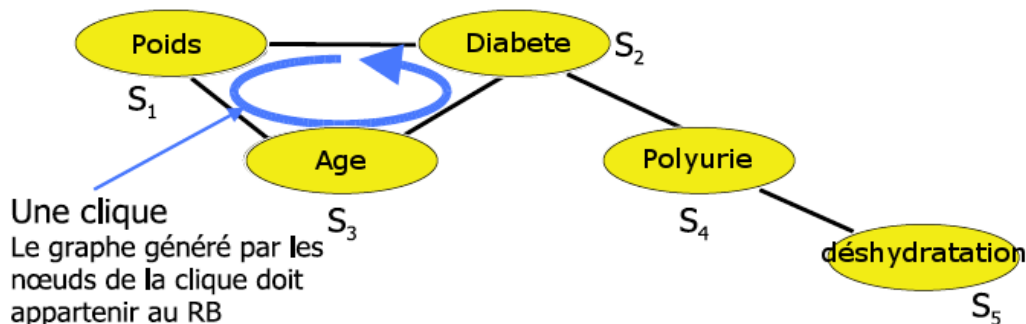 Poids
Diabete
S2
S1
Age
Polyurie
Une clique
S3
S4
Le graphe généré par les
nœuds de la clique doit
appartenir au RB
déshydratation
S5